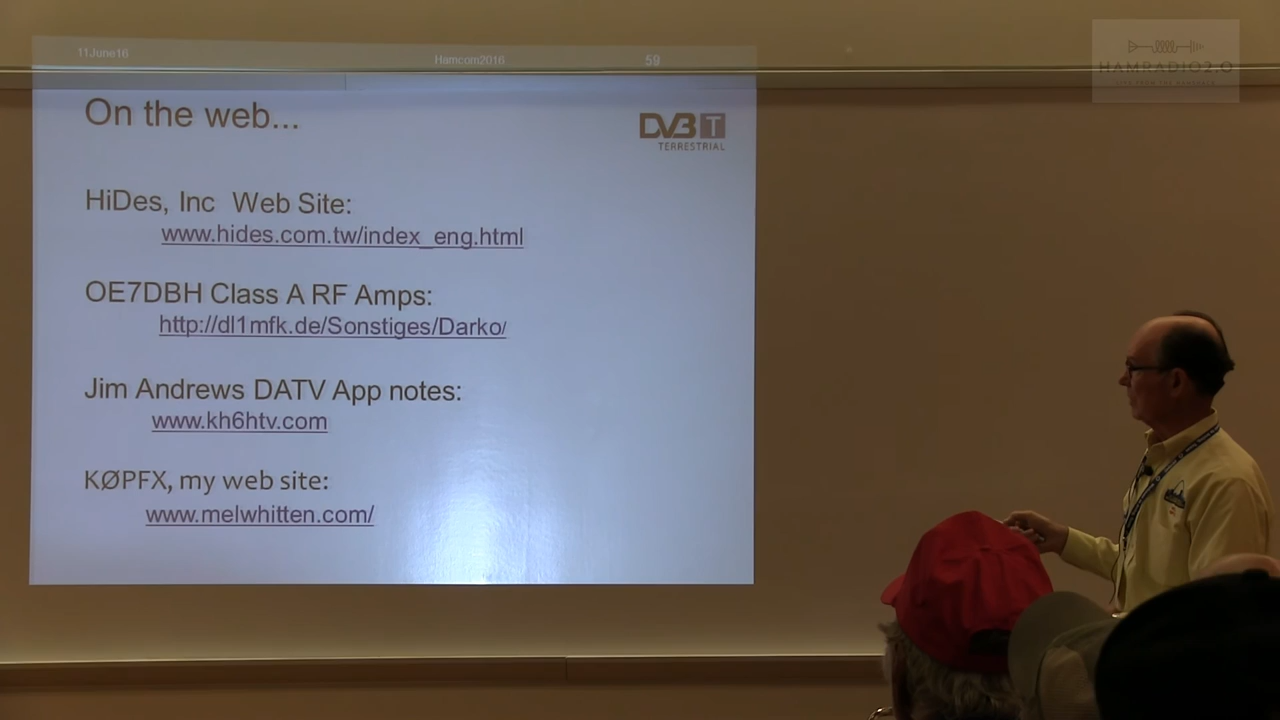 11June16 Hamcom2016 59
HAMRADIO2.0
On the web...
DVB T
TERRESTRIAL
HiDes, Inc Web Site:
www.hides.com.tw/index_eng.html
OE7DBH Class A RF Amps:
http://dl1mfk.de/Sonstiges/Darko/
Jim Andrews DATV App notes:
www.kh6htv.com
KØPFX, my web site:
www.melwhitten.com/